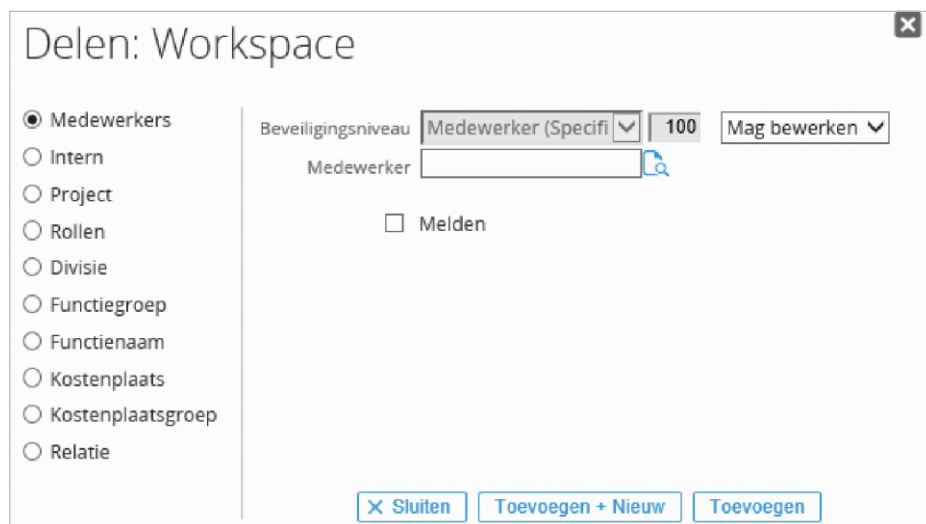 Delen: Workspace
Medewerkers
Intern
Project
Rollen
Divisie
Functiegroep
Functienaam
Kostenplaats
Kostenplaatsgroep
Relatie
Beveiligingsniveau Medewerker (Specifi 100 Mag bewerken
Medewerker
Melden
Sluiten Toevoegen + Nieuw Toevoegen